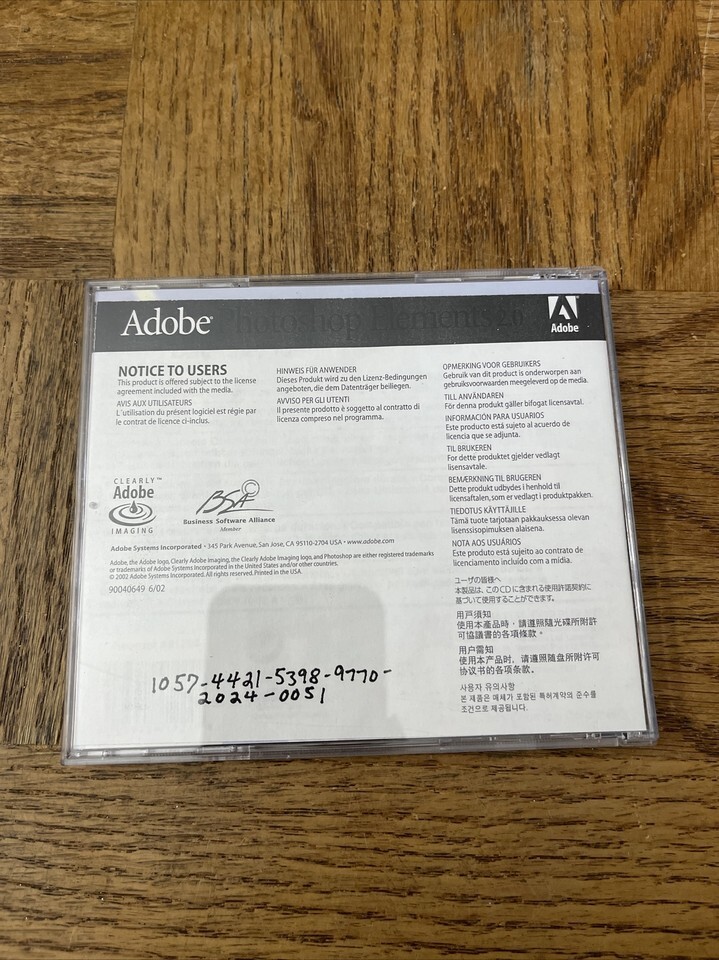 Adobe® Photoshop Elements 2.0
Adobe
NOTICE TO USERS
This product is offered subject to the license
agreement included with the media.
AVIS AUX UTILISATEURS
L'utilisation du présent logiciel est régie par
le contrat de licence ci-inclus.
HINWEIS FÜR ANWENDER
Dieses Produkt wird zu den Lizenz-Bedingungen
angeboten, die dem Datenträger beiliegen.
AVVISO PER GLI UTENTI
Il presente prodotto è soggetto al contratto di
licenza compreso nel programma.
OPMERKING VOOR GEBRUIKERS
Gebruik van dit product is onderworpen aan
gebruiksvoorwaarden meegeleverd op de media.
TILL ANVÄNDAREN
För denna produkt gäller bifogat licensavtal.
INFORMACIÓN PARA USUARIOS
Este producto está sujeto al acuerdo de
licencia que se adjunta.
TIL BRUKEREN
For dette produktet gjelder vedlagt
lisensavtale.
BEMÆRKNING TIL BRUGEREN
Dette produkt udbydes i henhold til
licensaftalen, som er vedlagt i produktpakken.
TIEDOTUS KÄYTTÄJILLE
Tämä tuote tarjotaan pakkauksessa olevan
lisenssisopimuksen alaisena.
NOTA AOS USUÁRIOS
Este produto está sujeito ao contrato de
licenciamento incluído com a mídia.
ユーザの皆様へ
本製品は、このCDに含まれる使用許諾契約に
基づいて使用することができます。
用戶須知
使用本產品時，請遵照隨光碟所附許
可協議書的各項條款。
用户需知
使用本产品时，请遵照随盘所附许可
协议书的各项条款。
사용자 유의사항
본 제품은 매체가 포함된 특허계약의 준수를
조건으로 제공됩니다.
CLEARLY™
Adobe
IMAGING
BSA
Business Software Alliance
Member
Adobe Systems Incorporated • 345 Park Avenue, San Jose, CA 95110-2704 USA • www.adobe.com
Adobe, the Adobe logo, Clearly Adobe Imaging, the Clearly Adobe Imaging logo, and Photoshop are either registered trademarks
or trademarks of Adobe Systems Incorporated in the United States and/or other countries.
© 2002 Adobe Systems Incorporated. All rights reserved. Printed in the USA.
90040649 6/02
1057-4421-5398-9770-
2024-0051